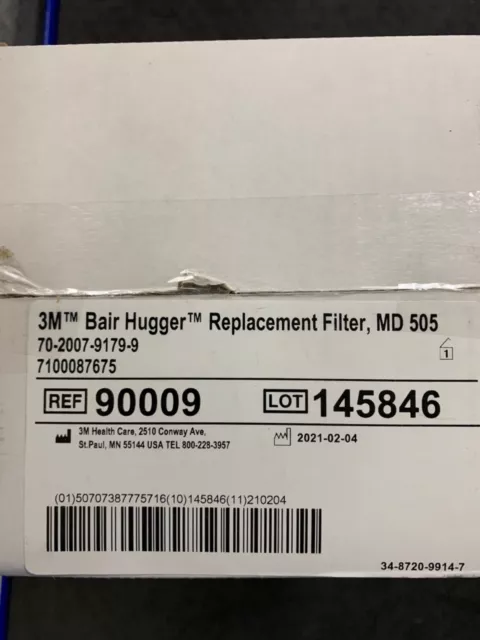 3M™ Bair Hugger™ Replacement Filter, MD 505
70-2007-9179-9
7100087675
1
REF 90009 LOT 145846
3M Health Care, 2510 Conway Ave,
St.Paul, MN 55144 USA TEL 800-228-3957
2021-02-04
(01)50707387775716(10)145846(11)210204
34-8720-9914-7